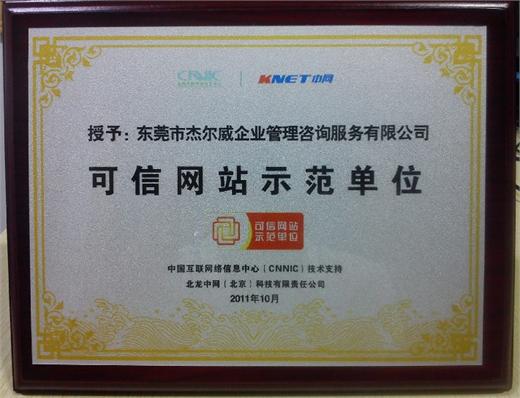 CNNIC KNET 中网
授予：东莞市杰尔威企业管理咨询服务有限公司
可信网站示范单位
可信网站
示范单位
中国互联网络信息中心（CNNIC）技术支持
北龙中网（北京）科技有限责任公司
2011年10月